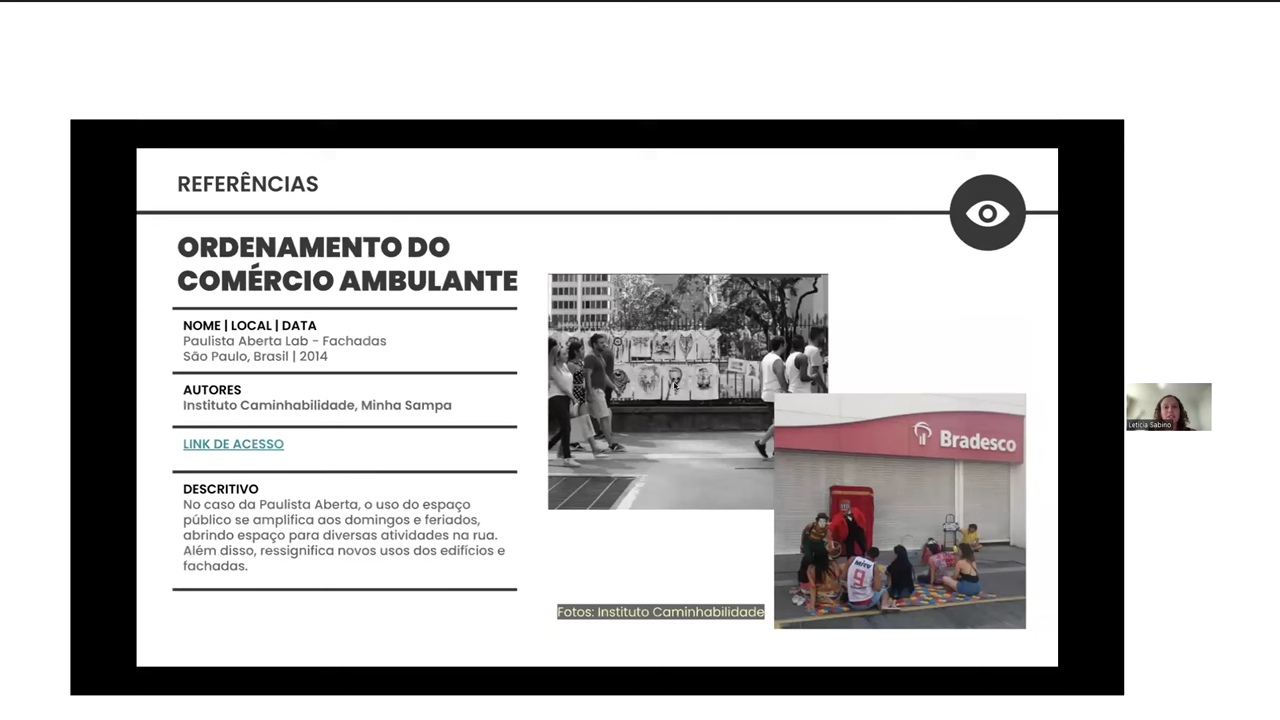 REFERÊNCIAS
ORDENAMENTO DO
COMÉRCIO AMBULANTE
NOME | LOCAL | DATA
Paulista Aberta Lab - Fachadas
São Paulo, Brasil | 2014
AUTORES
Instituto Caminhabilidade, Minha Sampa
LINK DE ACESSO
DESCRITIVO
No caso da Paulista Aberta, o uso do espaço
público se amplifica aos domingos e feriados,
abrindo espaço para diversas atividades na rua.
Além disso, ressignifica novos usos dos edifícios e
fachadas.
Bradesco
9
Fotos: Instituto Caminhabilidade
Leticia Sabino